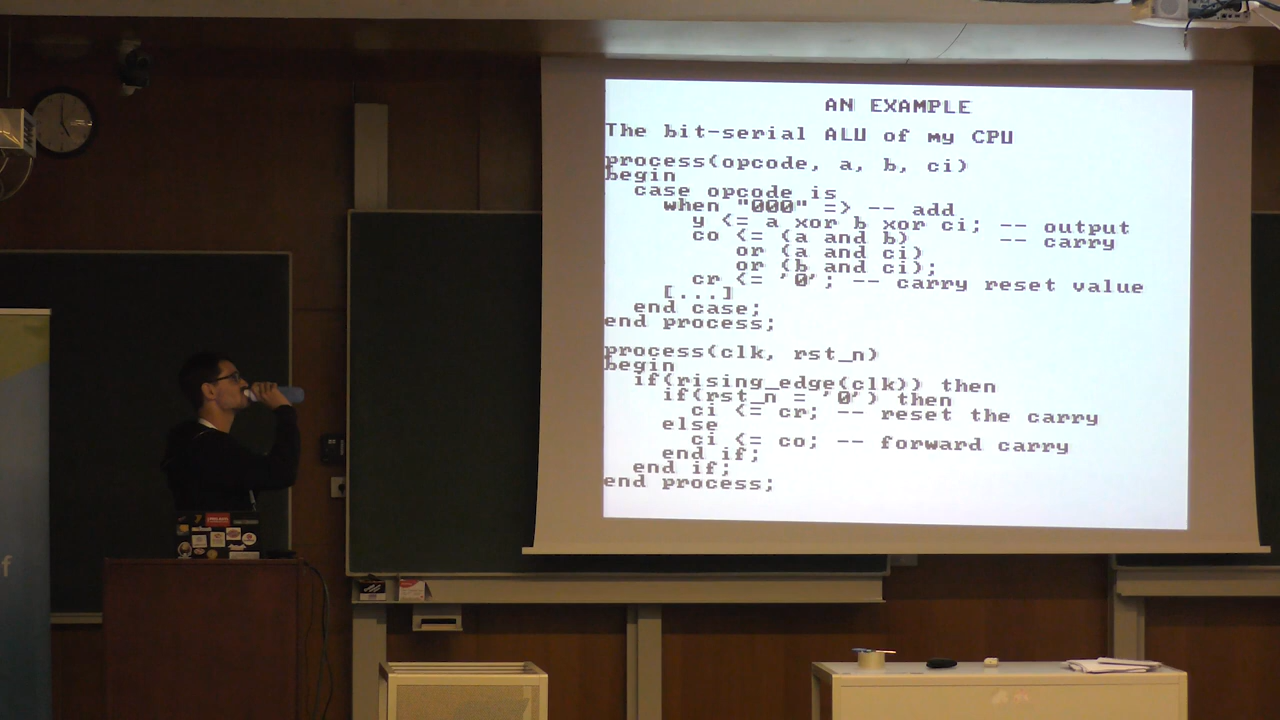 AN EXAMPLE
The bit-serial ALU of my CPU
process(opcode, a, b, ci)
begin
case opcode is
when "000" => -- add
y <= a xor b xor ci; -- output
co <= (a and b) -- carry
or (a and ci)
or (b and ci);
cr <= '0'; -- carry reset value
[...]
end case;
end process;
process(clk, rst_n)
begin
if(rising_edge(clk)) then
if(rst_n = '0') then
ci <= cr; -- reset the carry
else
ci <= co; -- forward carry
end if;
end if;
end process;
f